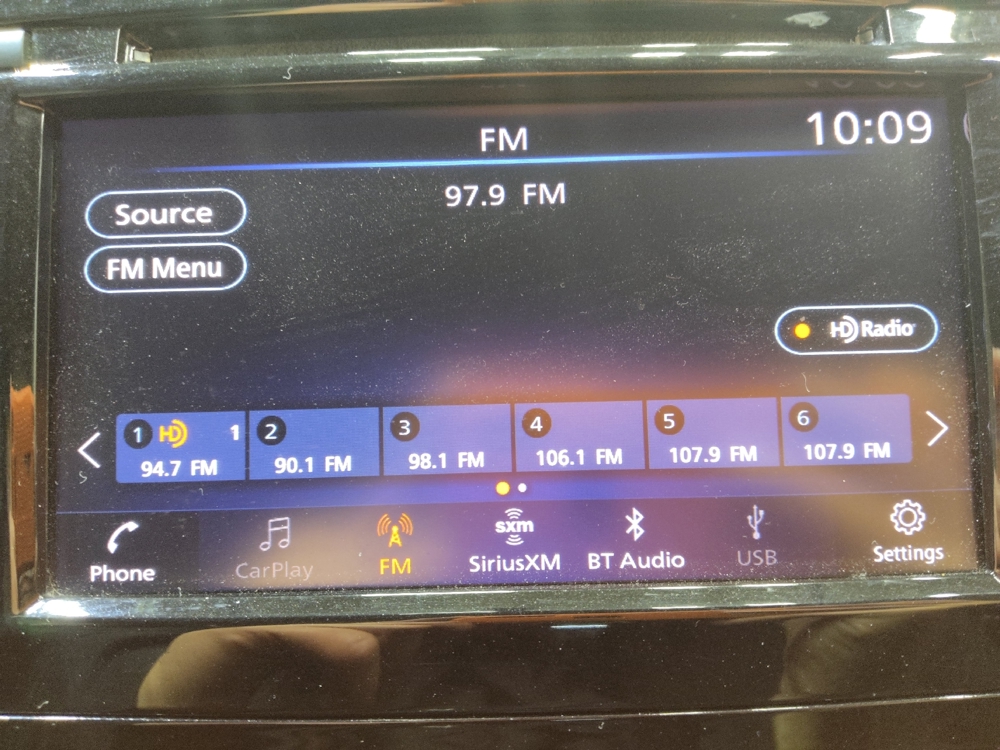 FM
10:09
97.9 FM
Source
FM Menu
HD Radio
1 HD 1
94.7 FM
2
90.1 FM
3
98.1 FM
4
106.1 FM
5
107.9 FM
6
107.9 FM
Phone
CarPlay
FM
sxm
SiriusXM
BT Audio
USB
Settings